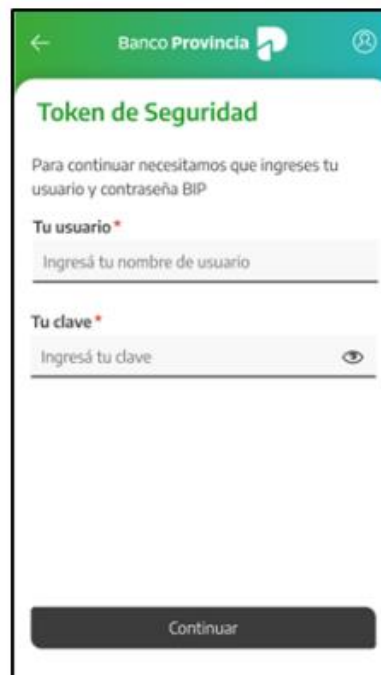 Banco Provincia
Token de Seguridad
Para continuar necesitamos que ingreses tu
usuario y contraseña BIP
Tu usuario*
Ingresá tu nombre de usuario
Tu clave*
Ingresá tu clave
Continuar